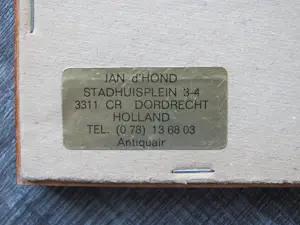 JAN d'HOND
STADHUISPLEIN 3-4
3311 CR DORDRECHT
HOLLAND
TEL. (0 78) 13 68 03
Antiquair